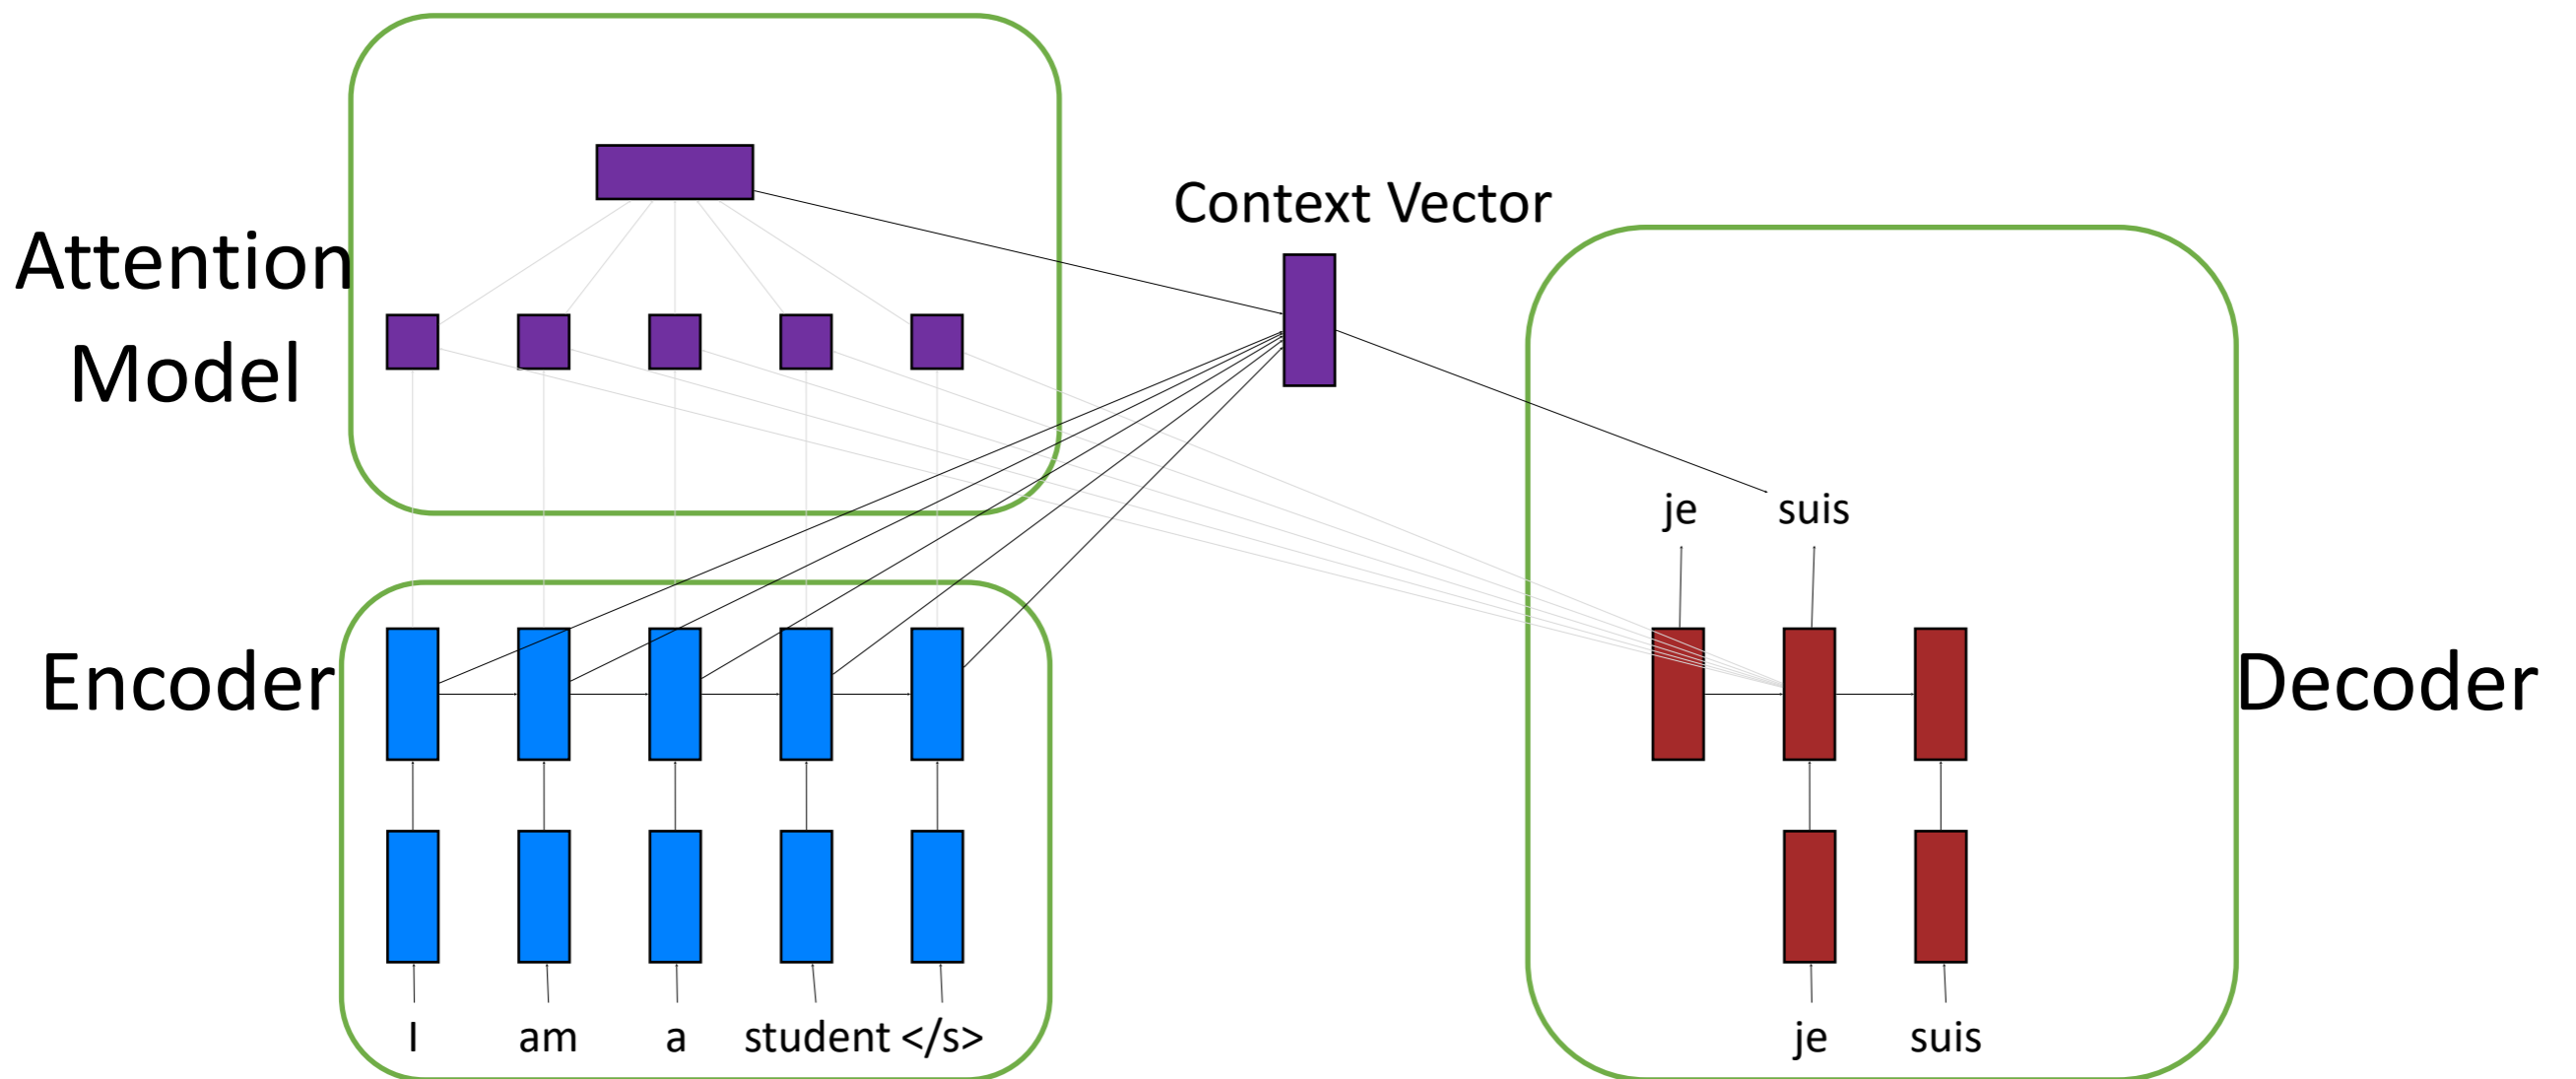 Context Vector
Attention
Model
je suis
Encoder
Decoder
I am a student </s>
je suis